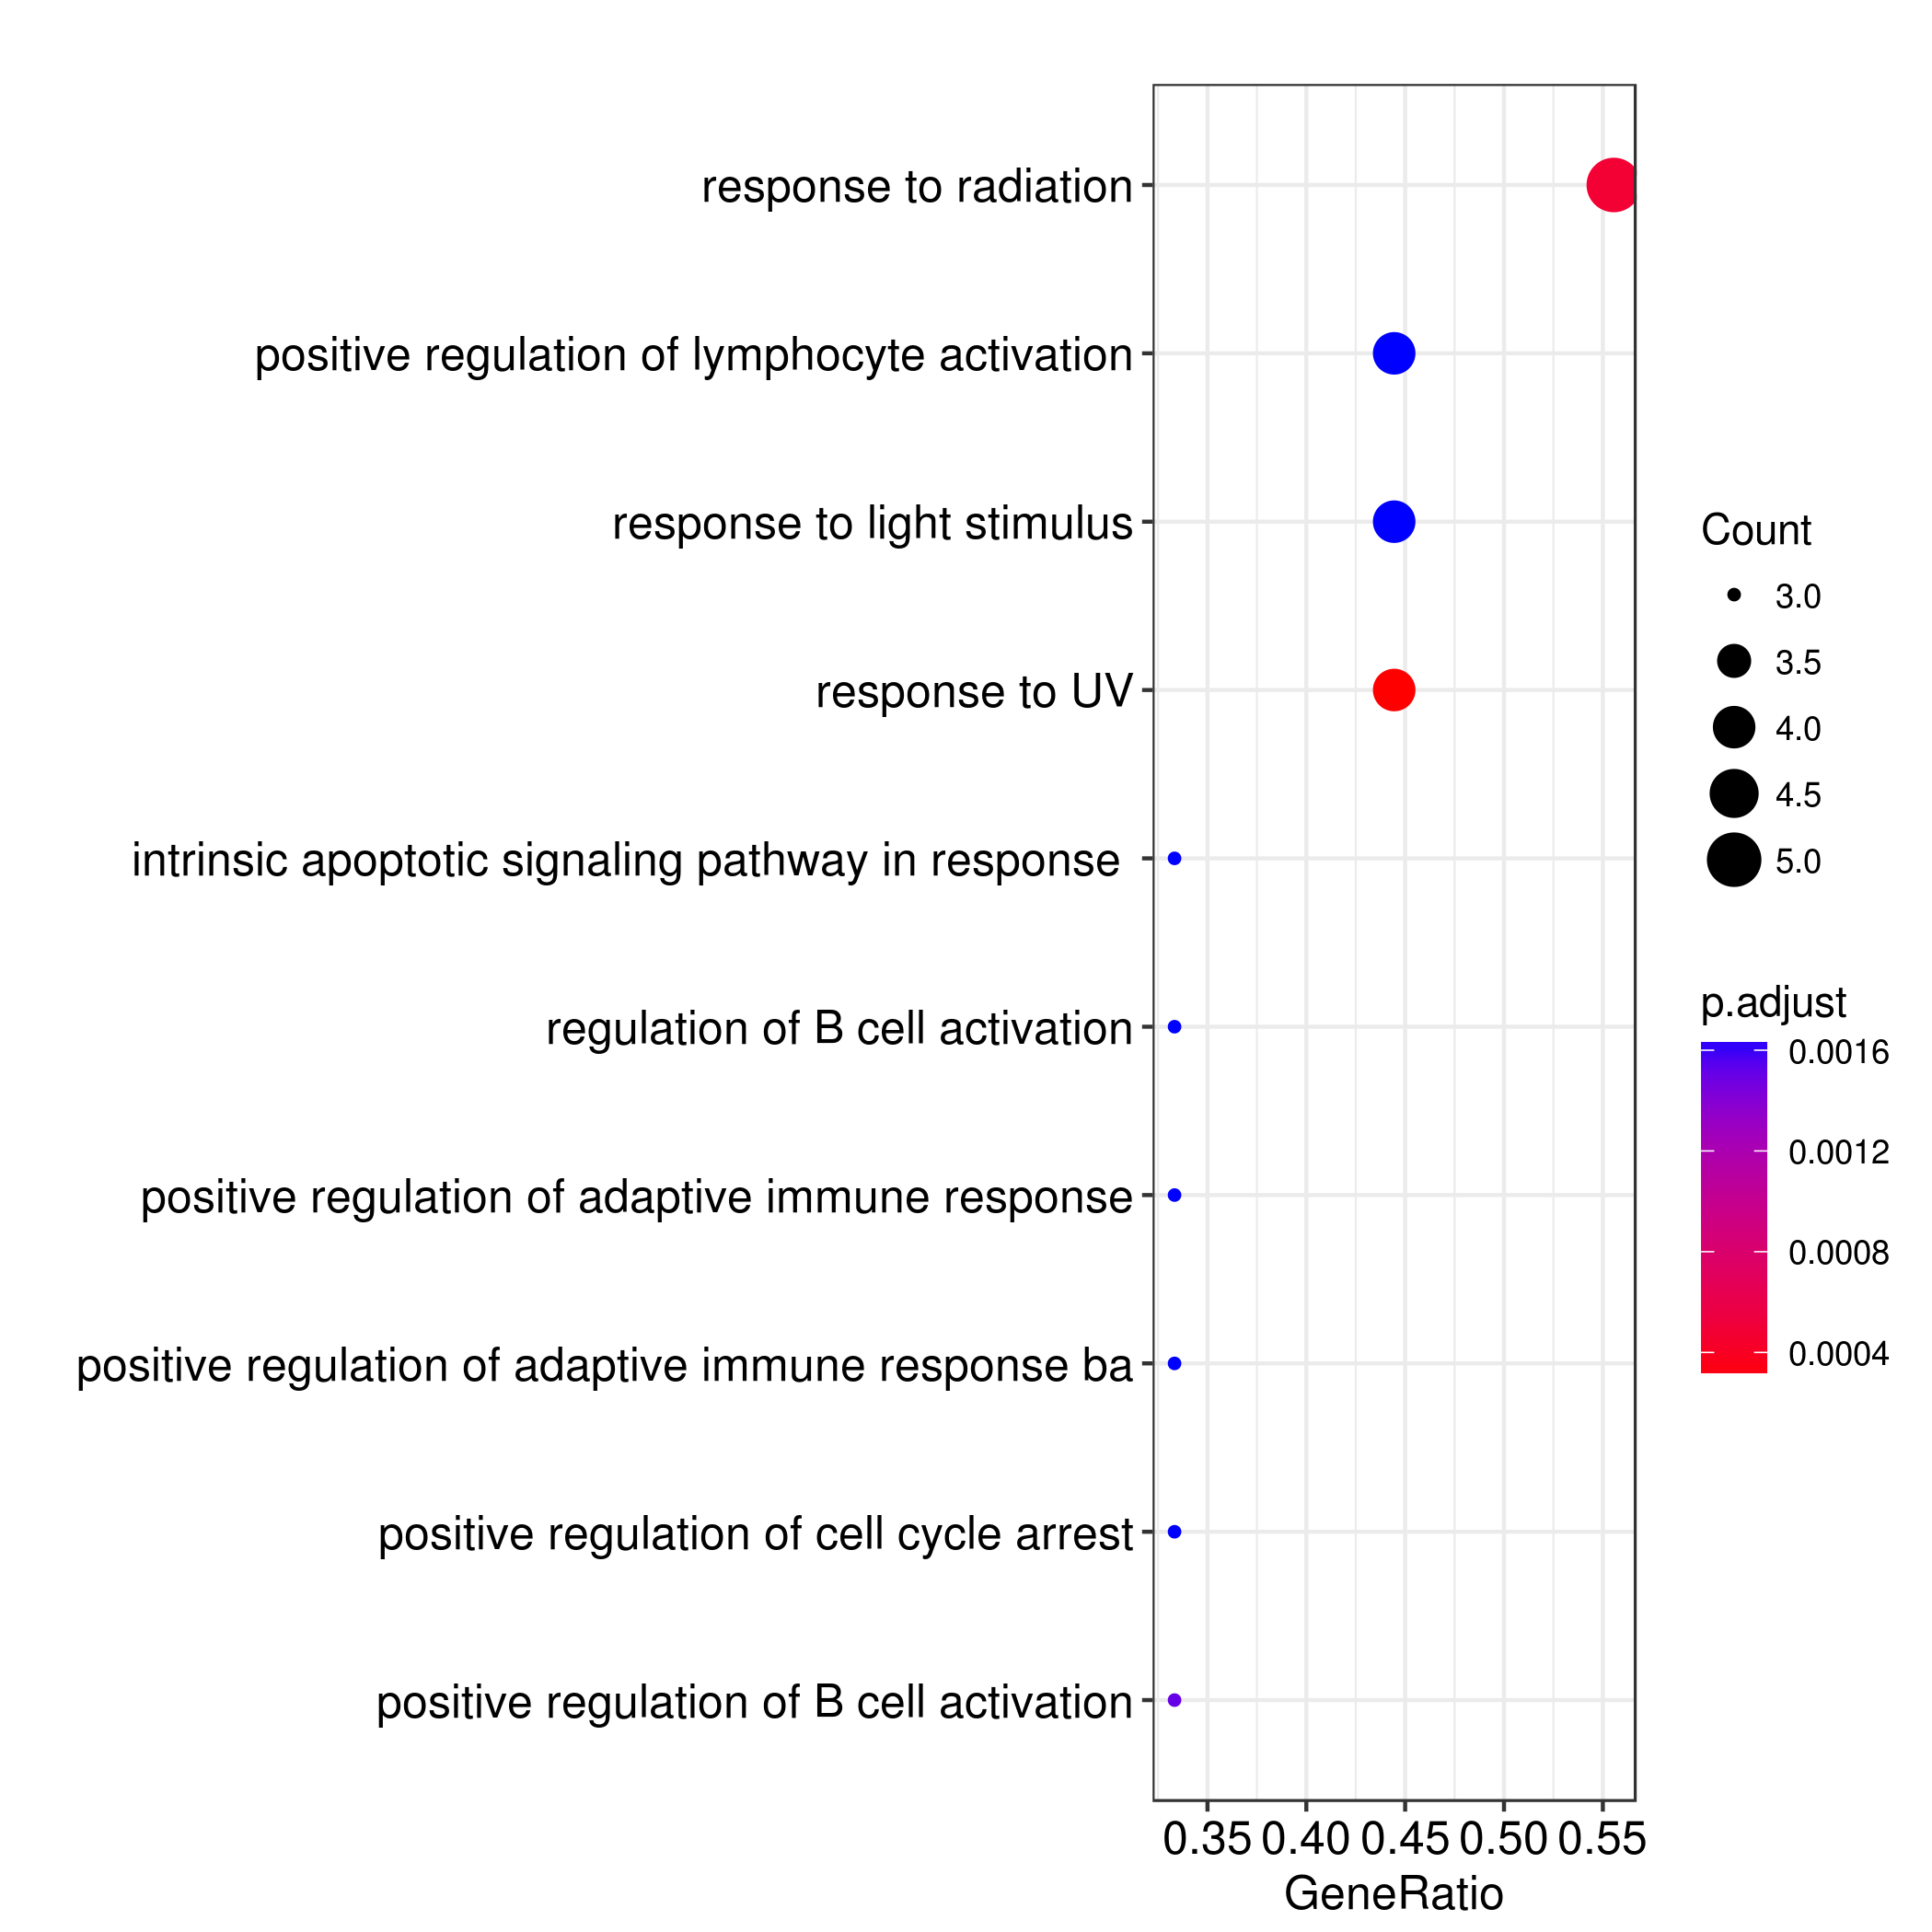 response to radiation
positive regulation of lymphocyte activation
response to light stimulus
response to UV
intrinsic apoptotic signaling pathway in response
regulation of B cell activation
positive regulation of adaptive immune response
positive regulation of adaptive immune response ba
positive regulation of cell cycle arrest
positive regulation of B cell activation
0.35 0.40 0.45 0.50 0.55
GeneRatio
Count
3.0
3.5
4.0
4.5
5.0
p.adjust
0.0016
0.0012
0.0008
0.0004